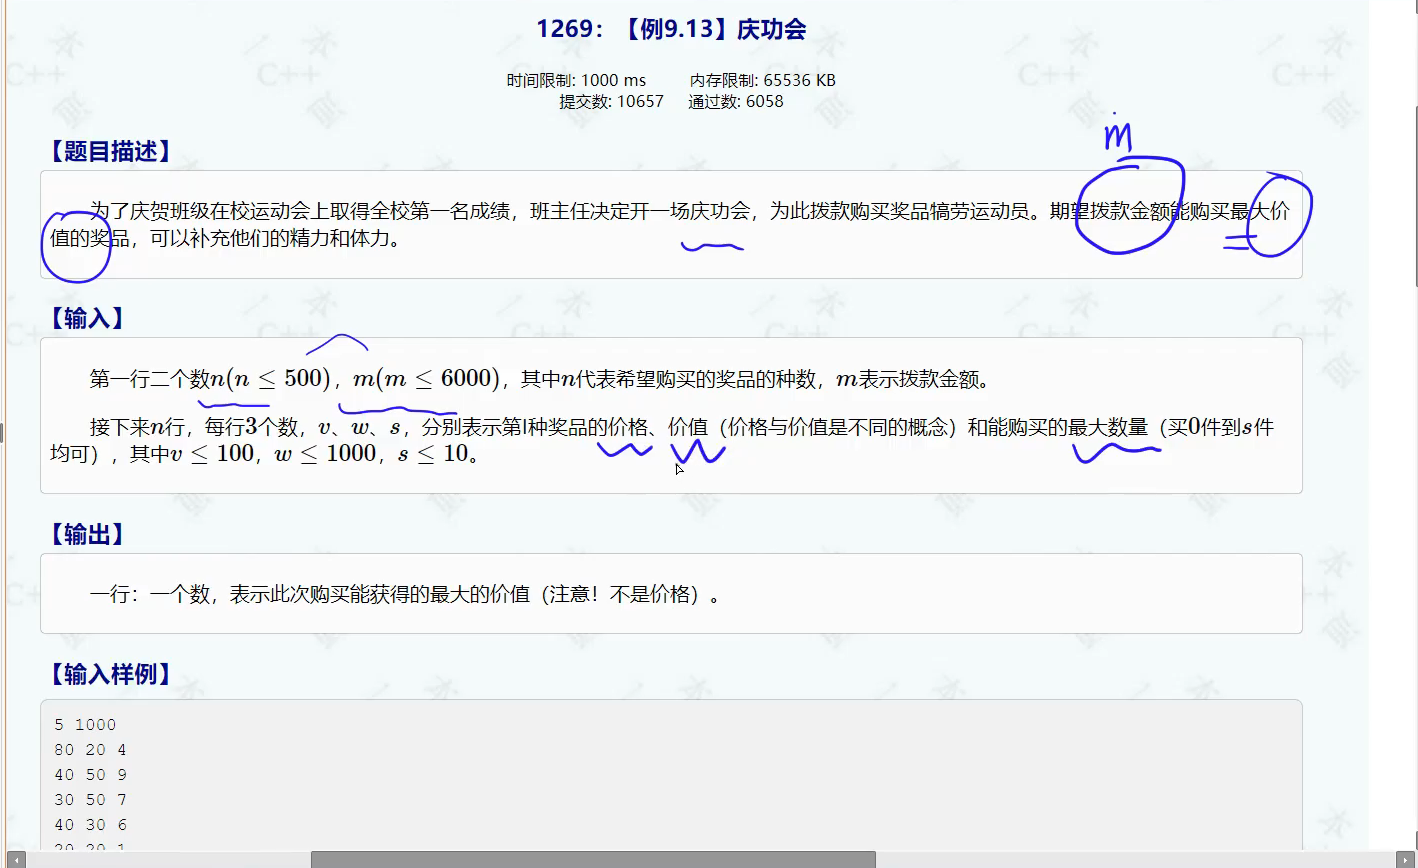 1269：【例9.13】庆功会
时间限制: 1000 ms 内存限制: 65536 KB
提交数: 10657 通过数: 6058
m
【题目描述】
为了庆贺班级在校运动会上取得全校第一名成绩，班主任决定开一场庆功会，为此拨款购买奖品犒劳运动员。期望拨款金额能购买最大价
值的奖品，可以补充他们的精力和体力。
【输入】
第一行二个数n(n ≤ 500)，m(m ≤ 6000)，其中n代表希望购买的奖品的种数，m表示拨款金额。
接下来n行，每行3个数，v、w、s，分别表示第I种奖品的价格、价值（价格与价值是不同的概念）和能购买的最大数量（买0件到s件
均可），其中v ≤ 100，w ≤ 1000，s ≤ 10。
【输出】
一行：一个数，表示此次购买能获得的最大的价值（注意！不是价格）。
【输入样例】
5 1000
80 20 4
40 50 9
30 50 7
40 30 6
20 20 1